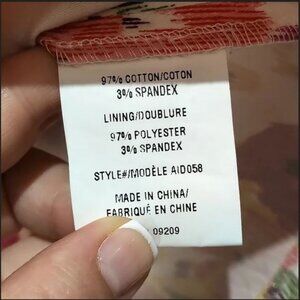 97% COTTON/COTON
3% SPANDEX
LINING/DOUBLURE
97% POLYESTER
3% SPANDEX
STYLE#/MODÈLE AID058
MADE IN CHINA/
FABRIQUÉ EN CHINE
09209